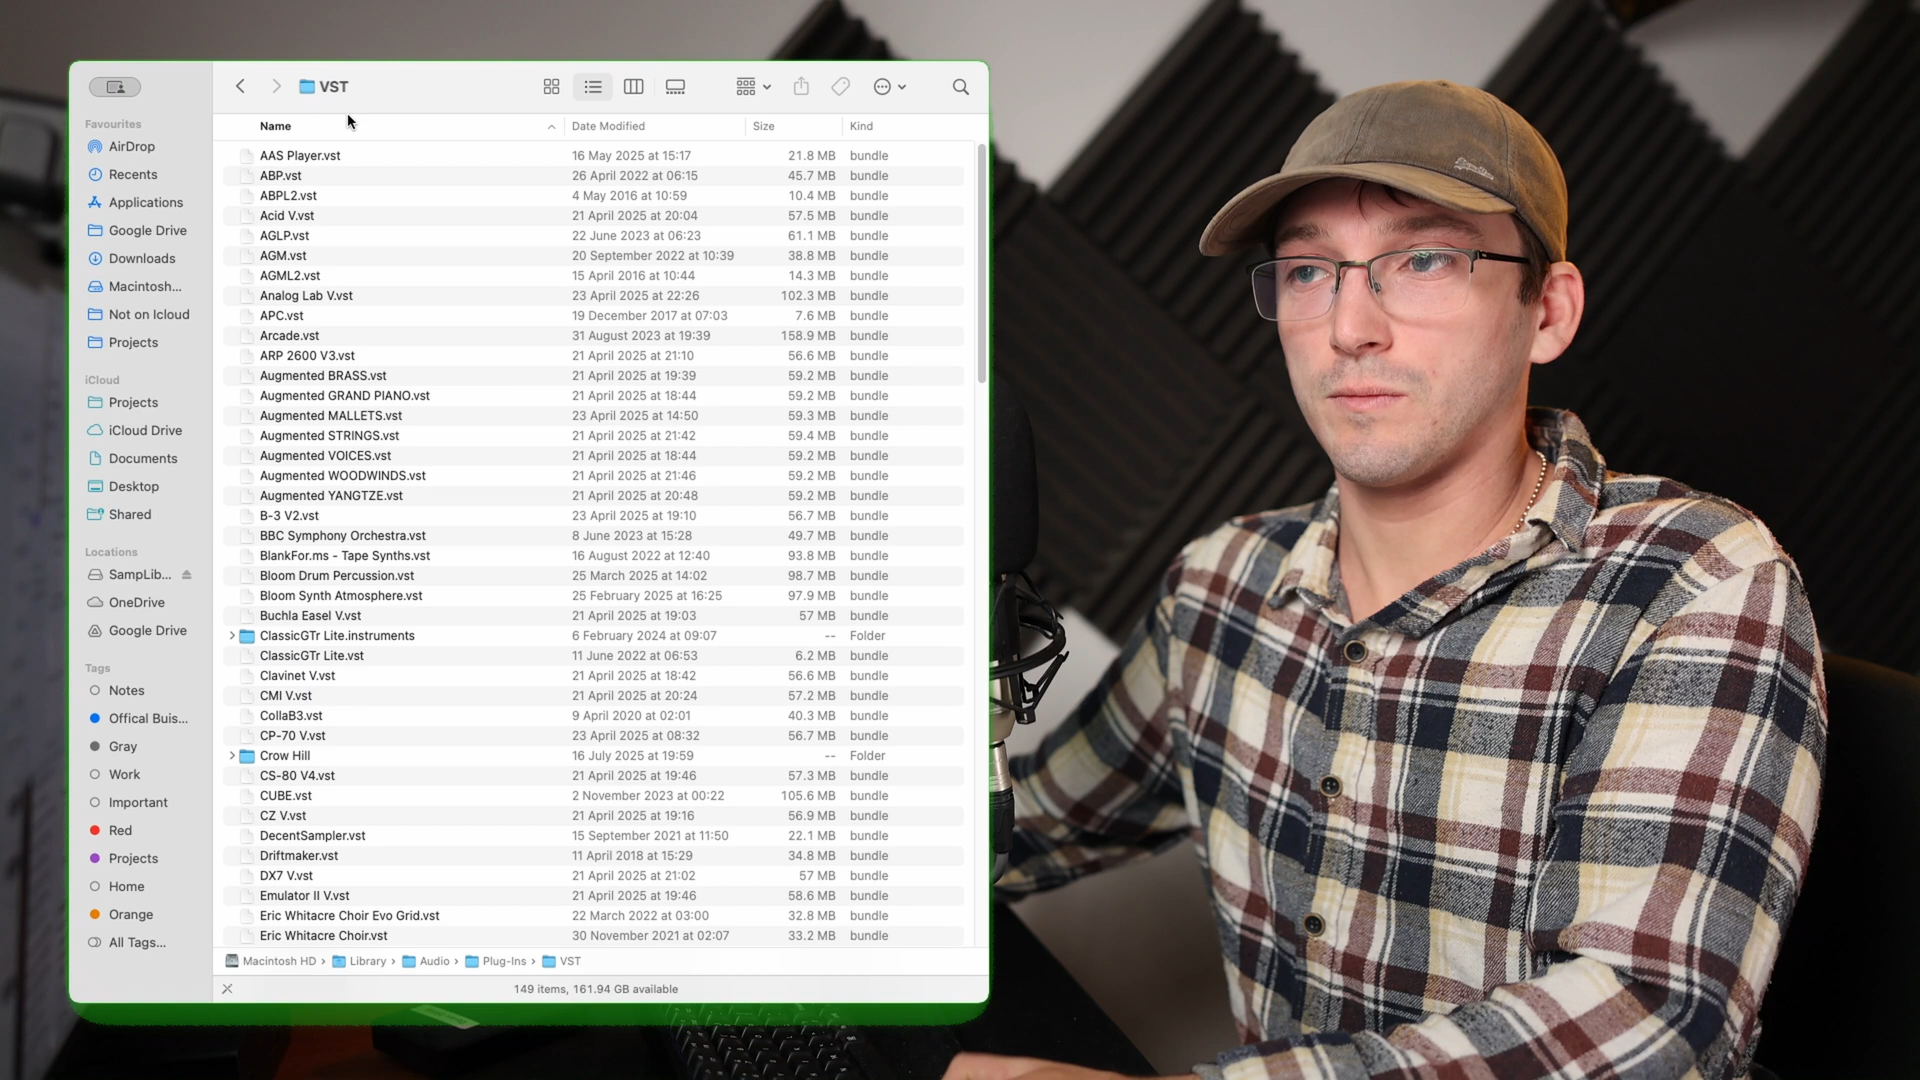 VST
Name Date Modified Size Kind
Favourites
AirDrop
Recents
Applications
Google Drive
Downloads
Macintosh...
Not on Icloud
Projects
iCloud
Projects
iCloud Drive
Documents
Desktop
Shared
Locations
SampLib...
OneDrive
Google Drive
Tags
Notes
Offical Buis...
Gray
Work
Important
Red
Projects
Home
Orange
All Tags...
AAS Player.vst 16 May 2025 at 15:17 21.8 MB bundle
ABP.vst 26 April 2022 at 06:15 45.7 MB bundle
ABPL2.vst 4 May 2016 at 10:59 10.4 MB bundle
Acid V.vst 21 April 2025 at 20:04 57.5 MB bundle
AGLP.vst 22 June 2023 at 06:23 61.1 MB bundle
AGM.vst 20 September 2022 at 10:39 38.8 MB bundle
AGML2.vst 15 April 2016 at 10:44 14.3 MB bundle
Analog Lab V.vst 23 April 2025 at 22:26 102.3 MB bundle
APC.vst 19 December 2017 at 07:03 7.6 MB bundle
Arcade.vst 31 August 2023 at 19:39 158.9 MB bundle
ARP 2600 V3.vst 21 April 2025 at 21:10 56.6 MB bundle
Augmented BRASS.vst 21 April 2025 at 19:39 59.2 MB bundle
Augmented GRAND PIANO.vst 21 April 2025 at 18:44 59.2 MB bundle
Augmented MALLETS.vst 23 April 2025 at 14:50 59.3 MB bundle
Augmented STRINGS.vst 21 April 2025 at 21:42 59.4 MB bundle
Augmented VOICES.vst 21 April 2025 at 18:44 59.2 MB bundle
Augmented WOODWINDS.vst 21 April 2025 at 21:46 59.2 MB bundle
Augmented YANGTZE.vst 21 April 2025 at 20:48 59.2 MB bundle
B-3 V2.vst 23 April 2025 at 19:10 56.7 MB bundle
BBC Symphony Orchestra.vst 8 June 2023 at 15:28 49.7 MB bundle
BlankFor.ms - Tape Synths.vst 16 August 2022 at 12:40 93.8 MB bundle
Bloom Drum Percussion.vst 25 March 2025 at 14:02 98.7 MB bundle
Bloom Synth Atmosphere.vst 25 February 2025 at 16:25 97.9 MB bundle
Buchla Easel V.vst 21 April 2025 at 19:03 57 MB bundle
ClassicGTr Lite.instruments 6 February 2024 at 09:07 -- Folder
ClassicGTr Lite.vst 11 June 2022 at 06:53 6.2 MB bundle
Clavinet V.vst 21 April 2025 at 18:42 56.6 MB bundle
CMI V.vst 21 April 2025 at 20:24 57.2 MB bundle
CollaB3.vst 9 April 2020 at 02:01 40.3 MB bundle
CP-70 V.vst 23 April 2025 at 08:32 56.7 MB bundle
Crow Hill 16 July 2025 at 19:59 -- Folder
CS-80 V4.vst 21 April 2025 at 19:46 57.3 MB bundle
CUBE.vst 2 November 2023 at 00:22 105.6 MB bundle
CZ V.vst 21 April 2025 at 19:16 56.9 MB bundle
DecentSampler.vst 15 September 2021 at 11:50 22.1 MB bundle
Driftmaker.vst 11 April 2018 at 15:29 34.8 MB bundle
DX7 V.vst 21 April 2025 at 21:02 57 MB bundle
Emulator II V.vst 21 April 2025 at 19:46 58.6 MB bundle
Eric Whitacre Choir Evo Grid.vst 22 March 2022 at 03:00 32.8 MB bundle
Eric Whitacre Choir.vst 30 November 2021 at 02:07 33.2 MB bundle
Macintosh HD › Library › Audio › Plug-Ins › VST
149 items, 161.94 GB available